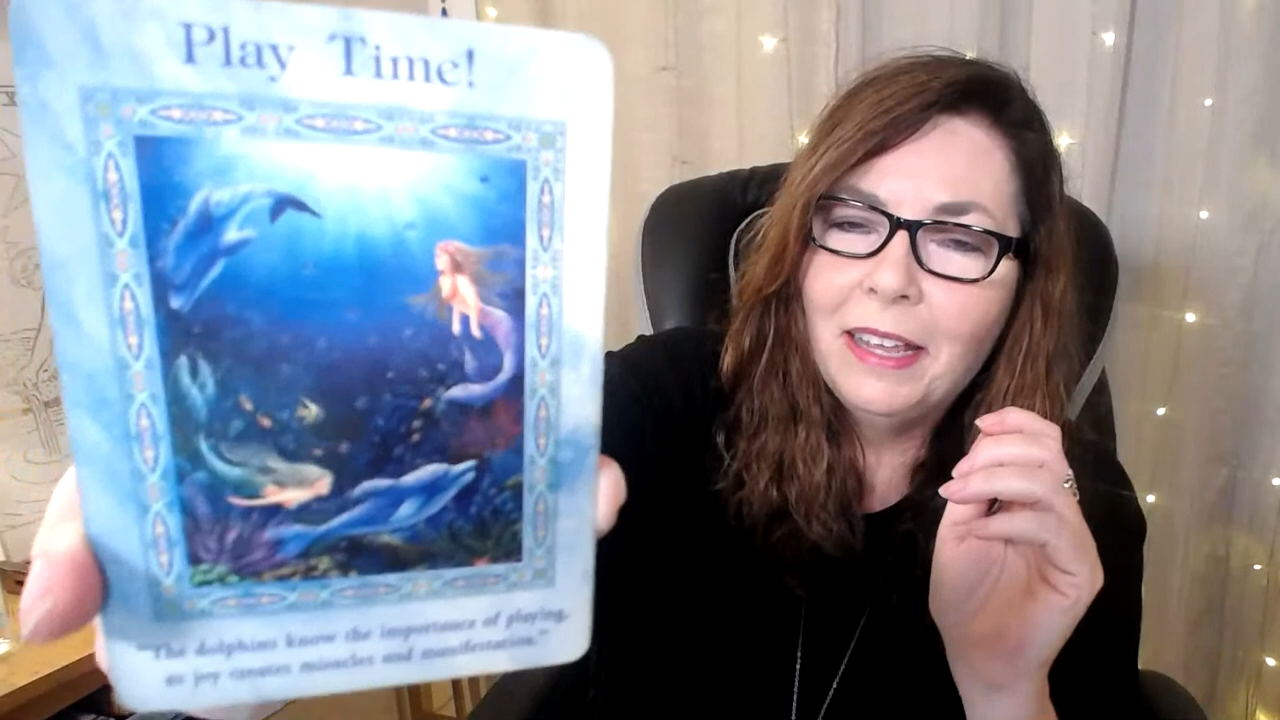 Play Time!
"The dolphins know the importance of playing,
as joy creates miracles and manifestation."